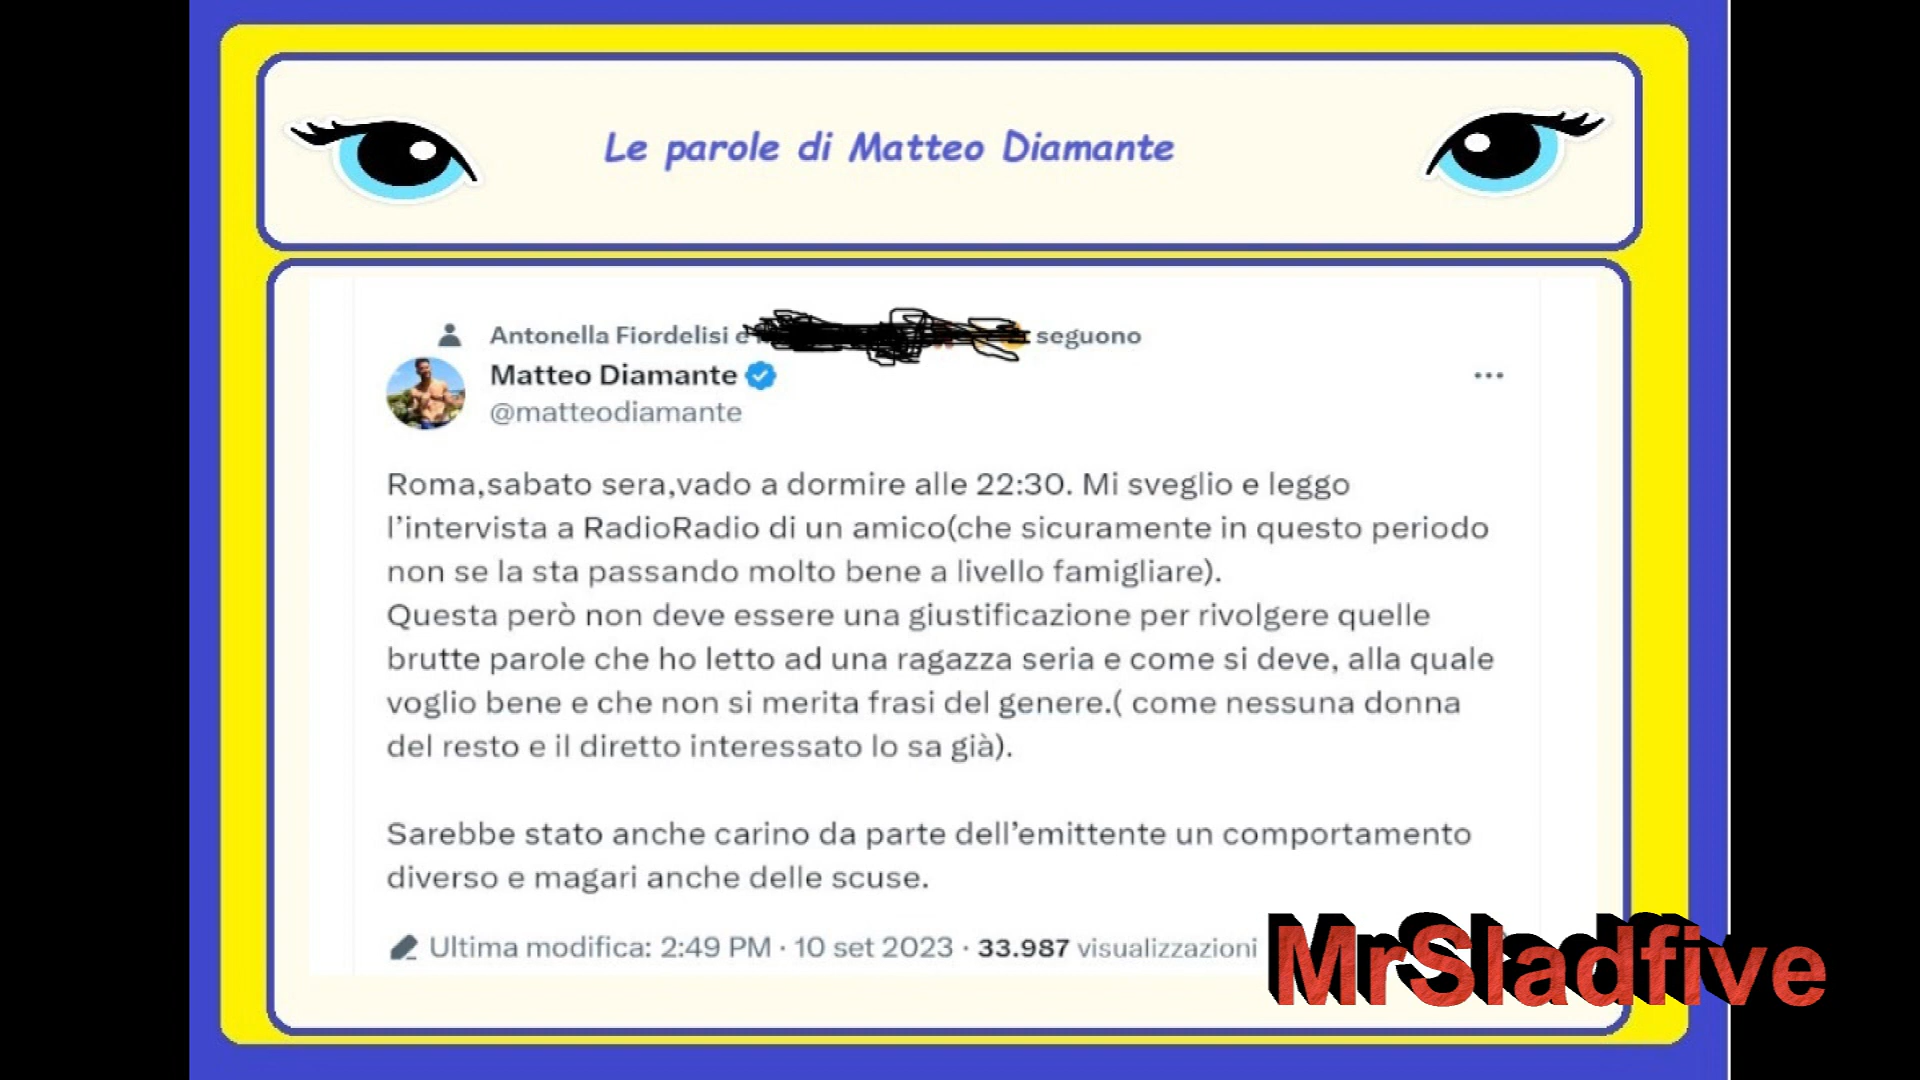 Le parole di Matteo Diamante
Antonella Fiordelisi e seguono
Matteo Diamante
@matteodiamante
Roma,sabato sera,vado a dormire alle 22:30. Mi sveglio e leggo
l’intervista a RadioRadio di un amico(che sicuramente in questo periodo
non se la sta passando molto bene a livello famigliare).
Questa però non deve essere una giustificazione per rivolgere quelle
brutte parole che ho letto ad una ragazza seria e come si deve, alla quale
voglio bene e che non si merita frasi del genere.( come nessuna donna
del resto e il diretto interessato lo sa già).
Sarebbe stato anche carino da parte dell’emittente un comportamento
diverso e magari anche delle scuse.
Ultima modifica: 2:49 PM · 10 set 2023 · 33.987 visualizzazioni
MrSladfive